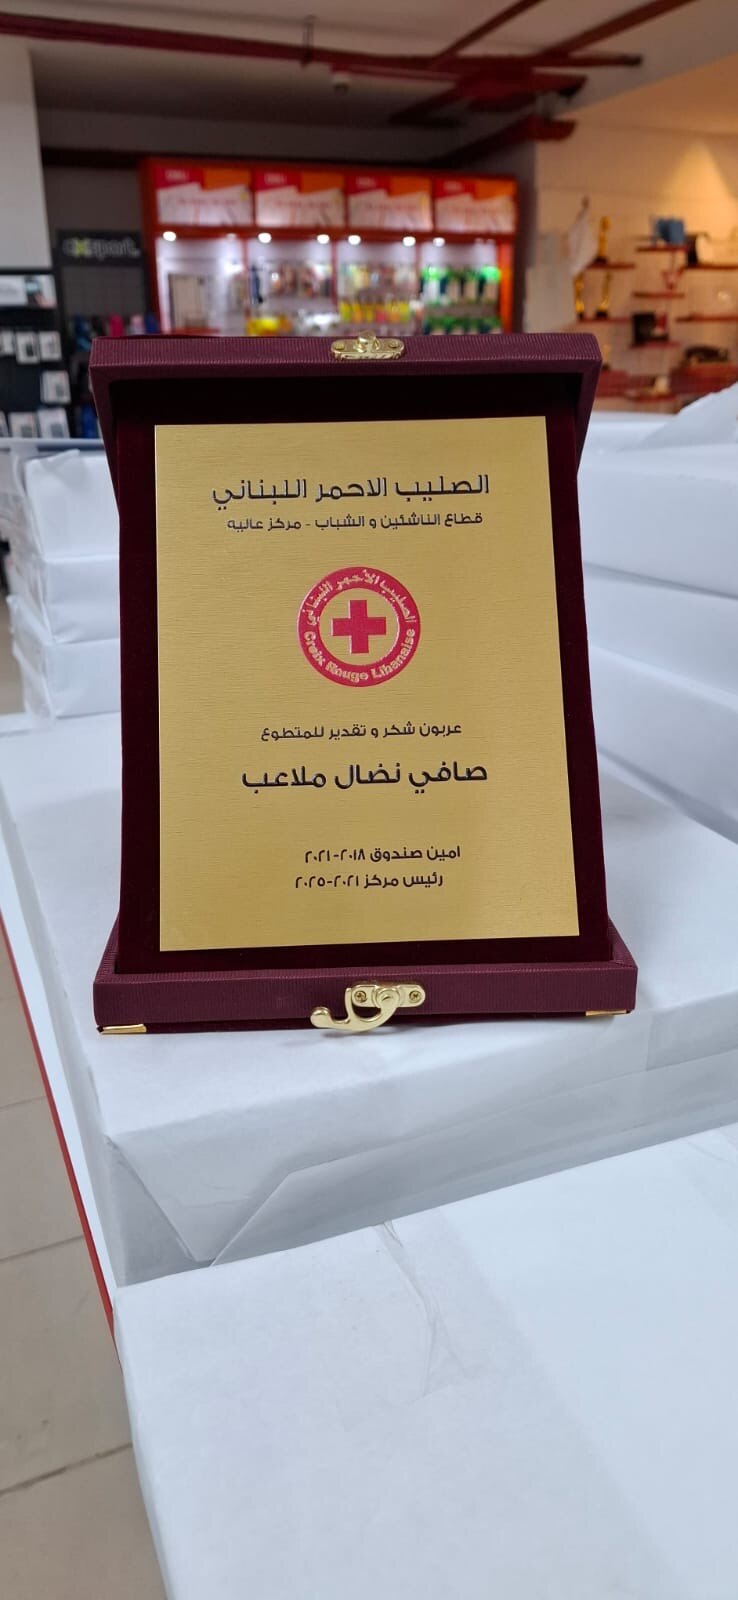 exsport
الصليب الاحمر اللبناني
قطاع الناشئين و الشباب - مركز عاليه
الصليب الأحمر اللبناني
Croix Rouge Libanaise
عربون شكر و تقدير للمتطوع
صافي نضال ملاعب
امين صندوق ٢٠١٨-٢٠٢١
رئيس مركز ٢٠٢١-٢٠٢٥